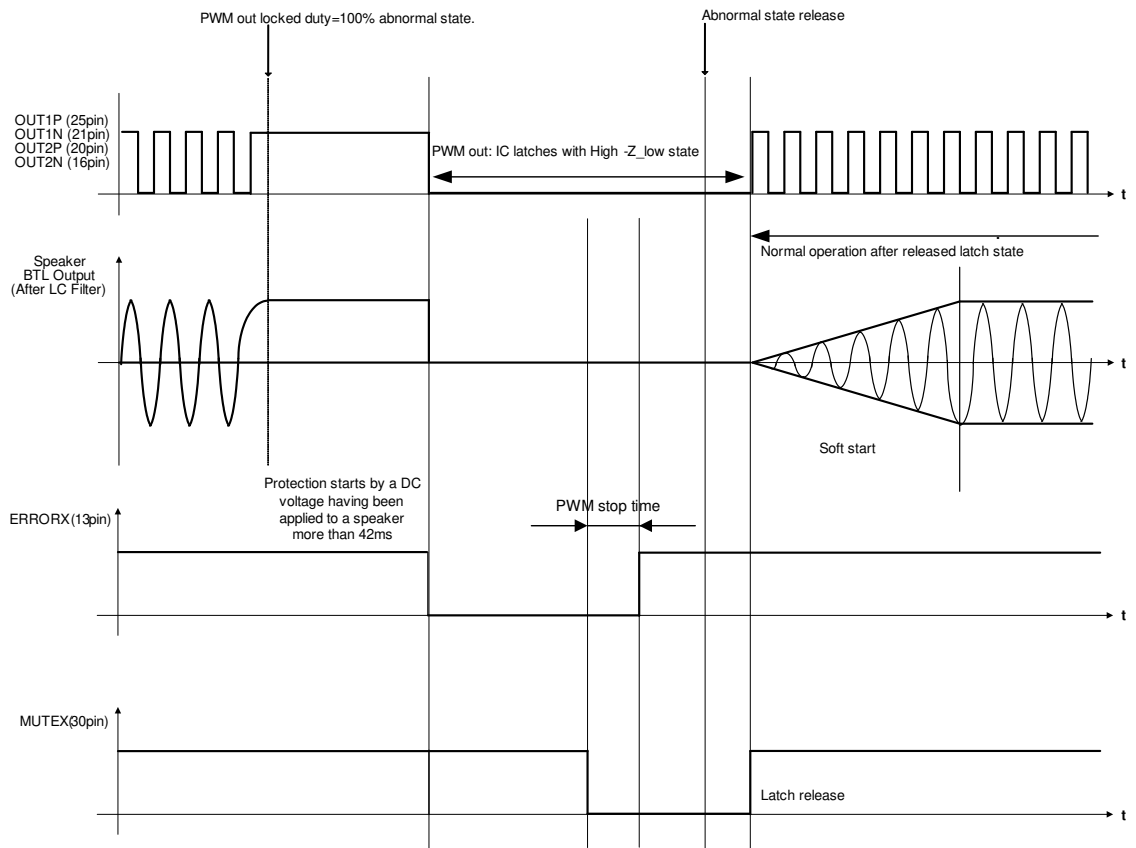 PWM out locked duty=100% abnormal state.
Abnormal state release
OUT1P (25pin)
OUT1N (21pin)
OUT2P (20pin)
OUT2N (16pin)
PWM out: IC latches with High -Z_low state
t
Normal operation after released latch state
Speaker
BTL Output
(After LC Filter)
t
Soft start
Protection starts by a DC
voltage having been
applied to a speaker
more than 42ms
PWM stop time
ERRORX (13pin)
t
MUTEX(30pin)
Latch release
t